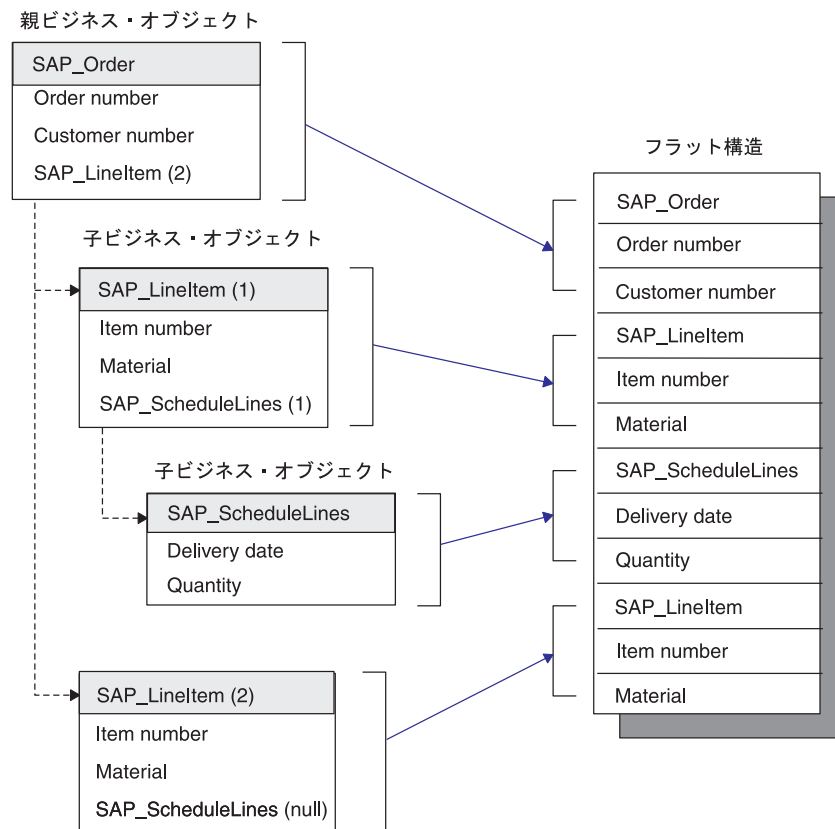 親ビジネス・オブジェクト
SAP_Order
Order number
Customer number
SAP_LineItem (2)
子ビジネス・オブジェクト
SAP_LineItem (1)
Item number
Material
SAP_ScheduleLines (1)
子ビジネス・オブジェクト
SAP_ScheduleLines
Delivery date
Quantity
SAP_LineItem (2)
Item number
Material
SAP_ScheduleLines (null)
フラット構造
SAP_Order
Order number
Customer number
SAP_LineItem
Item number
Material
SAP_ScheduleLines
Delivery date
Quantity
SAP_LineItem
Item number
Material